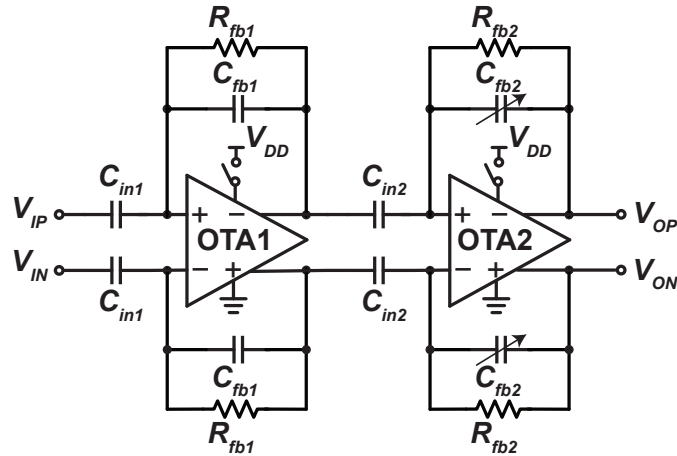 Rfb1
Rfb2
Cfb1
Cfb2
VDD
VDD
Cin1
Cin2
VIP
+ −
+ −
VOP
OTA1
OTA2
VIN
− +
− +
VON
Cin1
Cin2
Cfb1
Cfb2
Rfb1
Rfb2